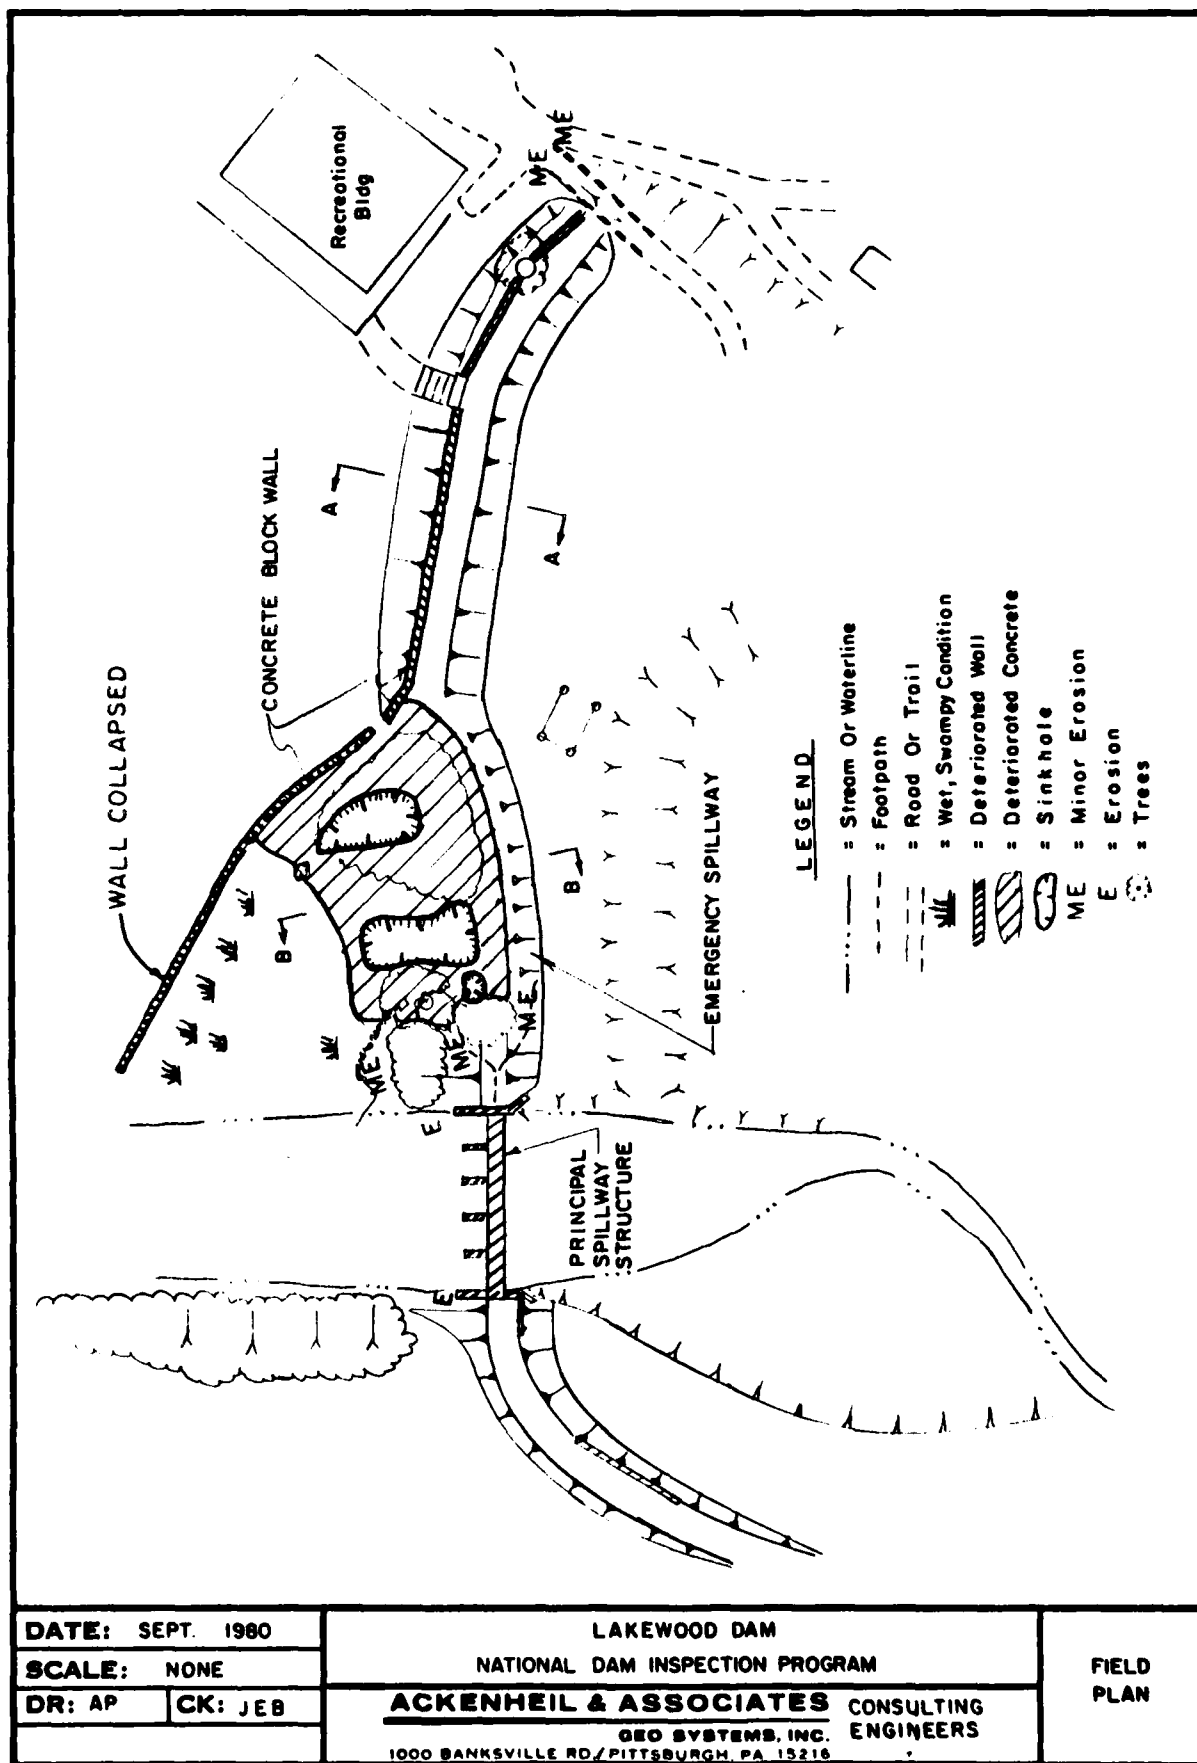 Recreational
Bldg
ME
ME
CONCRETE BLOCK WALL
A
A
WALL COLLAPSED
B
B
EMERGENCY SPILLWAY
ME
ME
ME
E
PRINCIPAL
SPILLWAY
STRUCTURE
E
LEGEND
= Stream Or Waterline
= Footpath
= Road Or Trail
= Wet, Swampy Condition
= Deteriorated Wall
= Deteriorated Concrete
= Sinkhole
ME = Minor Erosion
E = Erosion
= Trees
DATE: SEPT. 1980
SCALE: NONE
DR: AP CK: JEB
LAKEWOOD DAM
NATIONAL DAM INSPECTION PROGRAM
ACKENHEIL & ASSOCIATES CONSULTING
GEO SYSTEMS, INC. ENGINEERS
1000 BANKSVILLE RD./PITTSBURGH, PA. 15216
FIELD
PLAN